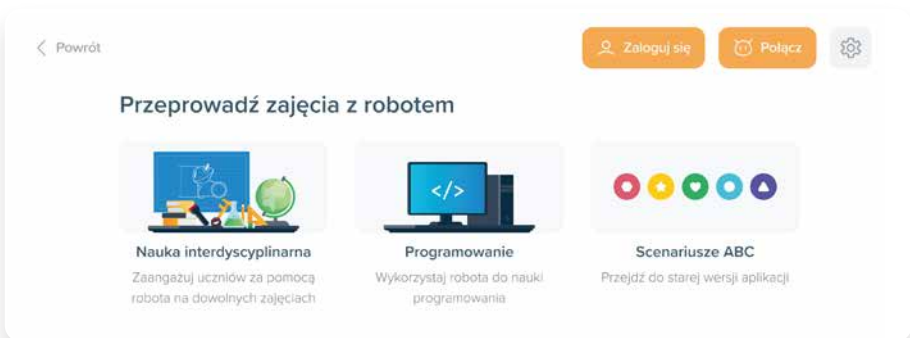 Powrót
Zaloguj się
Połącz
Przeprowadź zajęcia z robotem
</>
Nauka interdyscyplinarna
Zaangażuj uczniów za pomocą
robota na dowolnych zajęciach
Programowanie
Wykorzystaj robota do nauki
programowania
Scenariusze ABC
Przejdź do starej wersji aplikacji